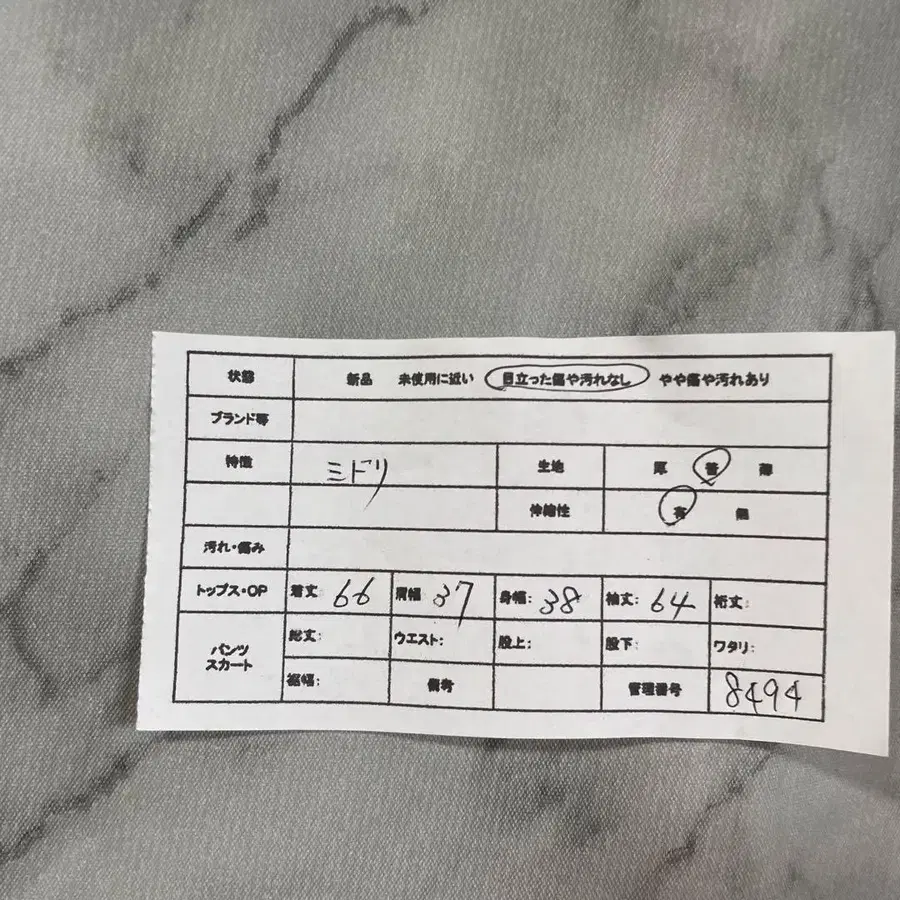 状態 新品 未使用に近い 目立った傷や汚れなし やや傷や汚れあり
ブランド等
特徴 ミドリ 生地 厚 普 薄
伸縮性 有 無
汚れ・傷み
トップス・OP 着丈: 66 肩幅: 37 身幅: 38 袖丈: 64 裄丈:
パンツ スカート 総丈: ウエスト: 股上: 股下: ワタリ:
裾幅: 備考 管理番号 8494